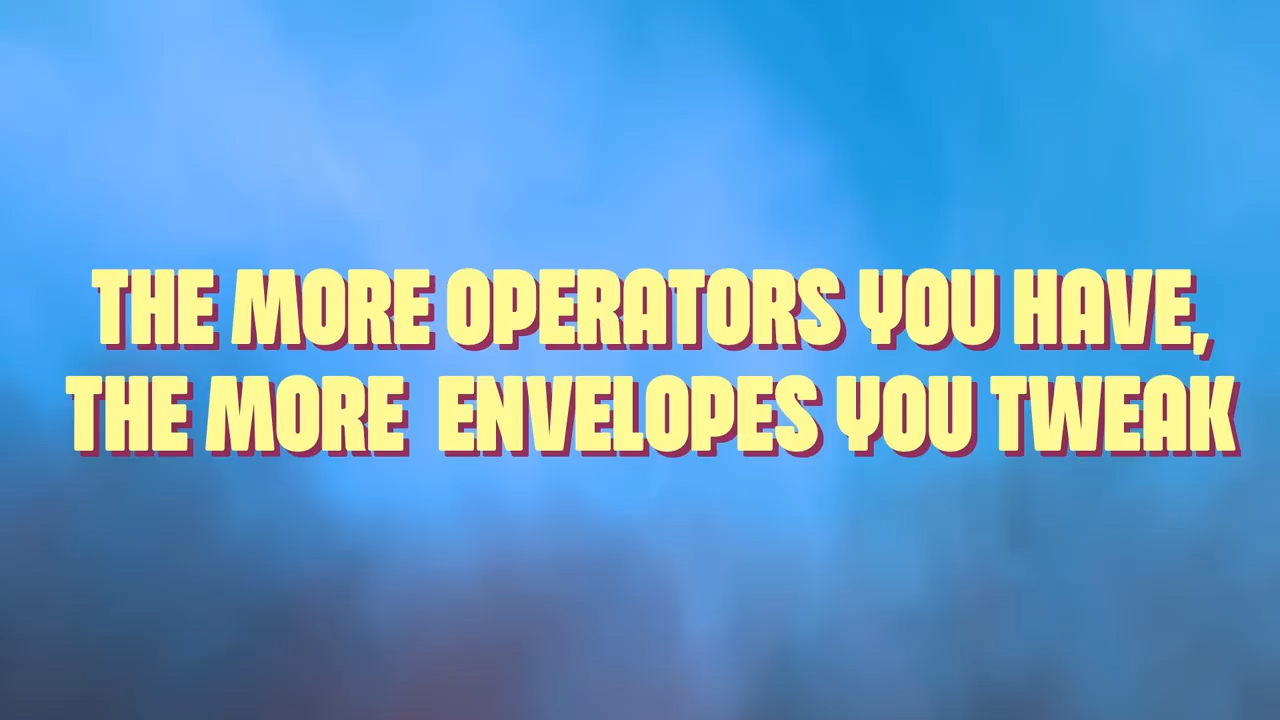 THE MORE OPERATORS YOU HAVE,
THE MORE ENVELOPES YOU TWEAK